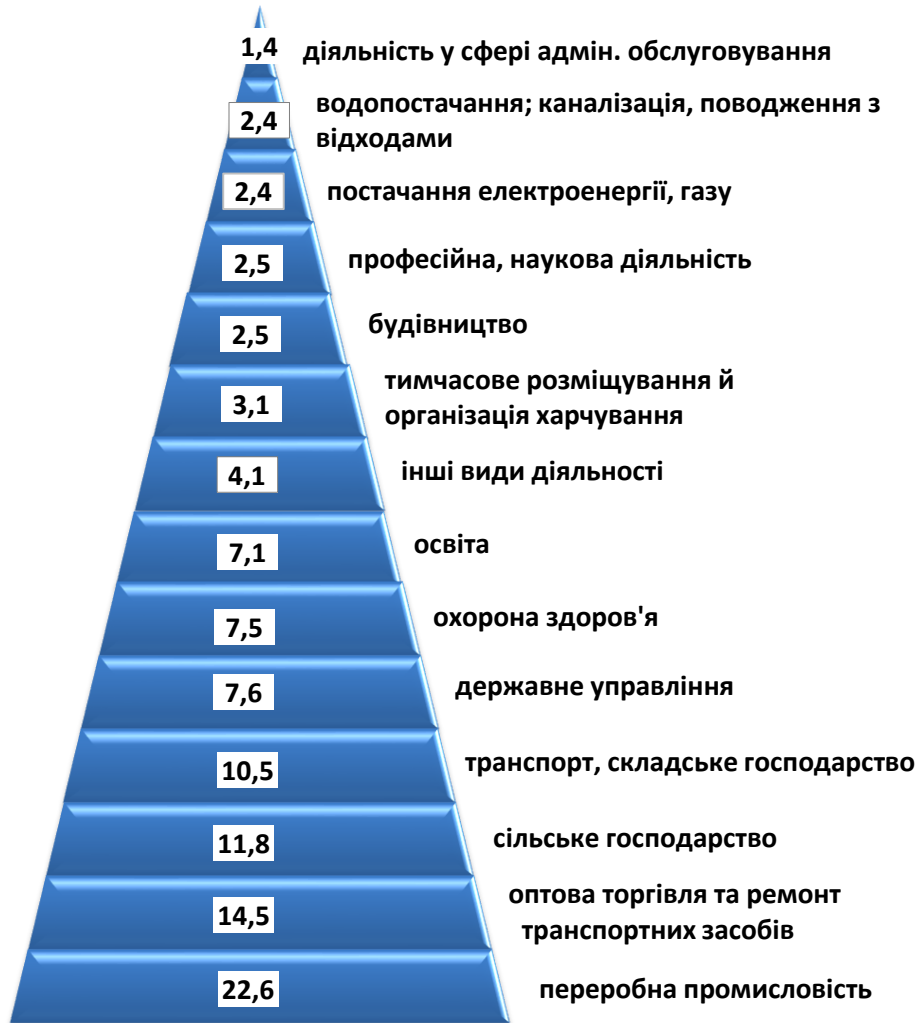 1,4 діяльність у сфері адмін. обслуговування
2,4 водопостачання; каналізація, поводження з
відходами
2,4 постачання електроенергії, газу
2,5 професійна, наукова діяльність
2,5 будівництво
3,1 тимчасове розміщування й
організація харчування
4,1 інші види діяльності
7,1 освіта
7,5 охорона здоров'я
7,6 державне управління
10,5 транспорт, складське господарство
11,8 сільське господарство
14,5 оптова торгівля та ремонт
транспортних засобів
22,6 переробна промисловість